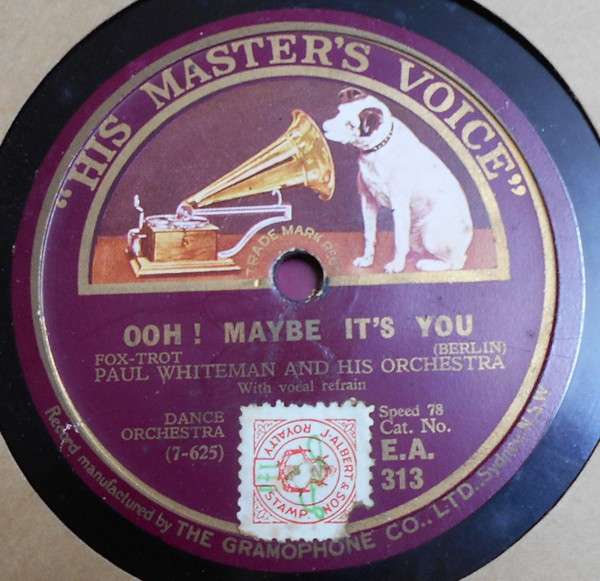 "HIS MASTER'S VOICE"
TRADE MARK REG
OOH! MAYBE IT'S YOU
FOX-TROT (BERLIN)
PAUL WHITEMAN AND HIS ORCHESTRA
With vocal refrain
DANCE
ORCHESTRA
(7-625)
J. ALBERT & SON
ROYALTY
STAMP
Speed 78
Cat. No.
E.A.
313
Record manufactured by THE GRAMOPHONE CO., LTD., Sydney N.S.W